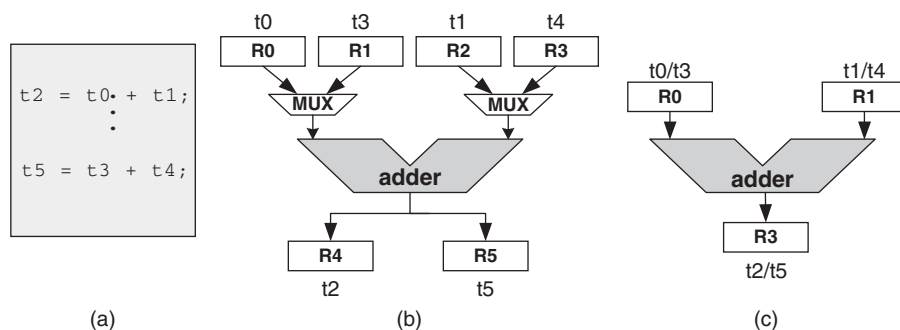 t2 = t0 + t1;
t5 = t3 + t4;
(a)
t0 t3 t1 t4
R0 R1 R2 R3
MUX MUX
adder
R4 R5
t2 t5
(b)
t0/t3 t1/t4
R0 R1
adder
R3
t2/t5
(c)